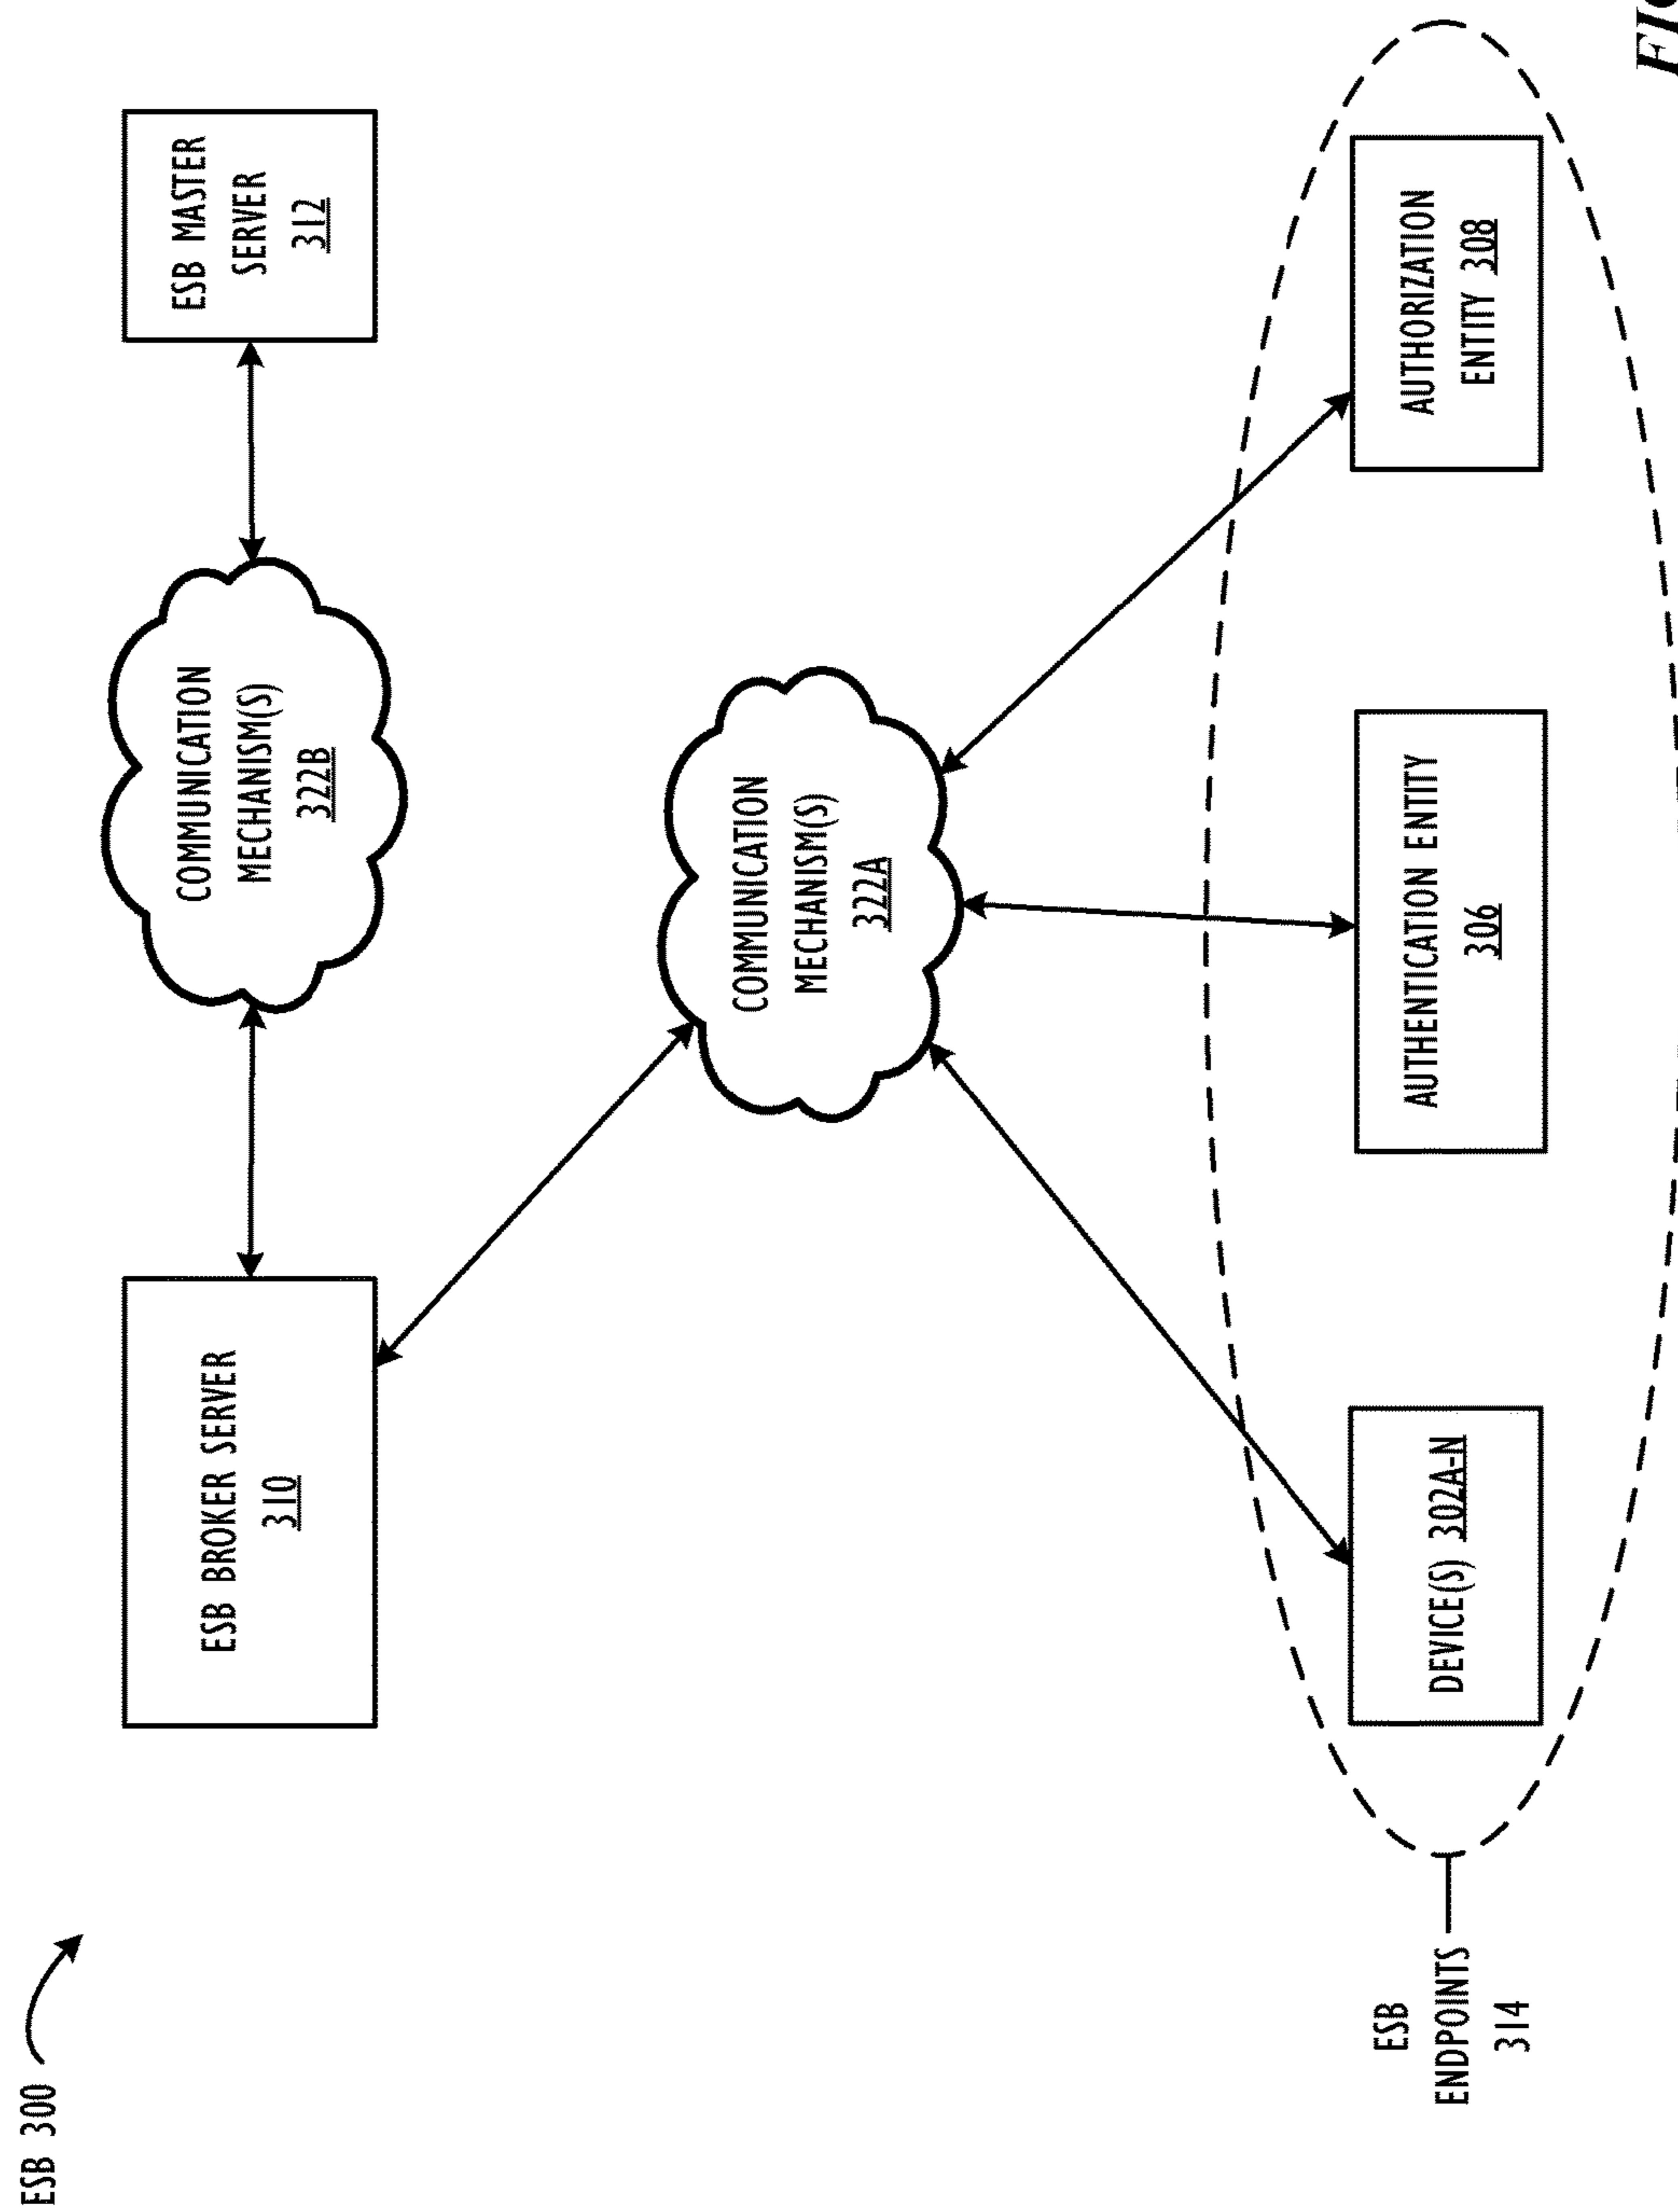 ESB 300
ESB BROKER SERVER
310
COMMUNICATION
MECHANISM(S)
322B
ESB MASTER
SERVER
312
COMMUNICATION
MECHANISM(S)
322A
ESB
ENDPOINTS
314
DEVICE(S) 302A-N
AUTHENTICATION ENTITY
306
AUTHORIZATION
ENTITY 308